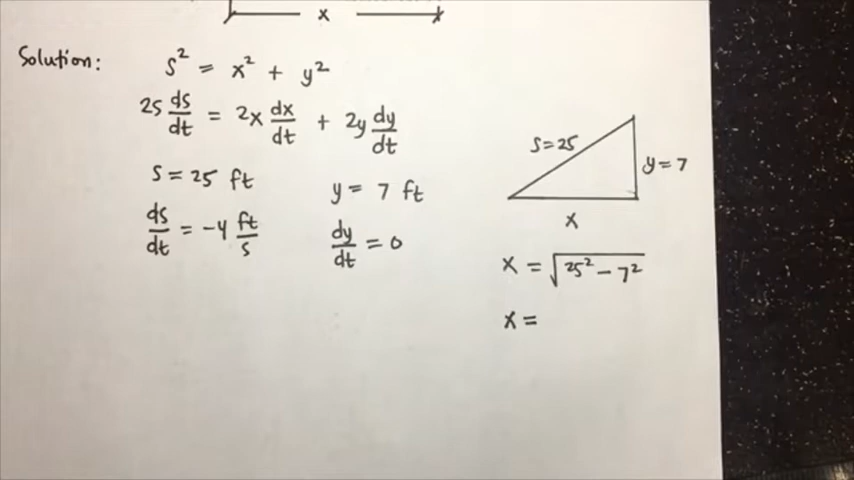 x
Solution:
s² = x² + y²
2s ds/dt = 2x dx/dt + 2y dy/dt
s = 25 ft
y = 7 ft
ds/dt = -4 ft/s
dy/dt = 0
s=25
y=7
x
x = √(25² - 7²)
x =